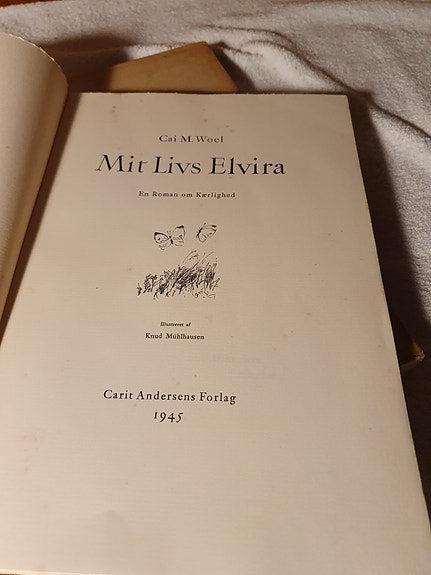 Cai M. Woel
Mit Livs Elvira
En Roman om Kærlighed
Illustreret af
Knud Mühlhausen
Carit Andersens Forlag
1945